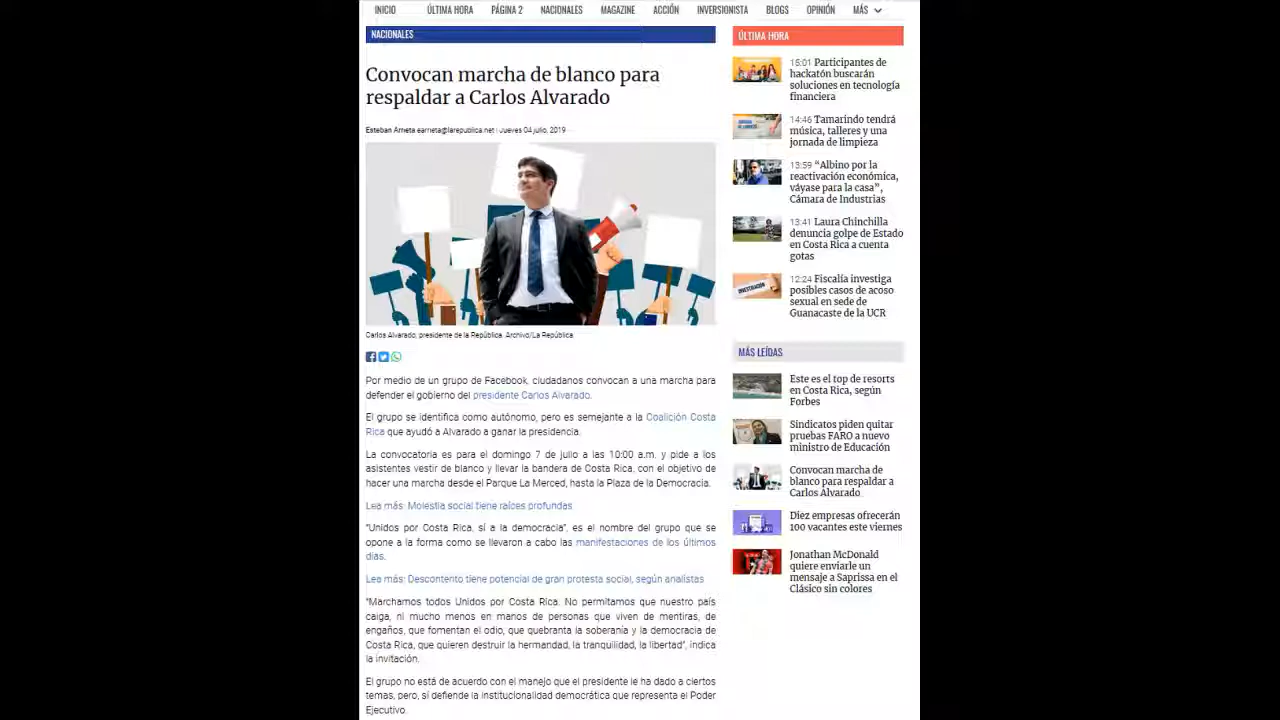 INICIO ÚLTIMA HORA PÁGINA 2 NACIONALES MAGAZINE ACCIÓN INVERSIONISTA BLOGS OPINIÓN MÁS
NACIONALES
Convocan marcha de blanco para
respaldar a Carlos Alvarado
Esteban Arrieta earrieta@larepublica.net | Jueves 04 julio, 2019
Carlos Alvarado, presidente de la República. Archivo/La República
Por medio de un grupo de Facebook, ciudadanos convocan a una marcha para
defender el gobierno del presidente Carlos Alvarado.
El grupo se identifica como autónomo, pero es semejante a la Coalición Costa
Rica que ayudó a Alvarado a ganar la presidencia.
La convocatoria es para el domingo 7 de julio a las 10:00 a.m. y pide a los
asistentes vestir de blanco y llevar la bandera de Costa Rica, con el objetivo de
hacer una marcha desde el Parque La Merced, hasta la Plaza de la Democracia.
Lea más: Molestia social tiene raíces profundas
"Unidos por Costa Rica, sí a la democracia", es el nombre del grupo que se
opone a la forma como se llevaron a cabo las manifestaciones de los últimos
días.
Lea más: Descontento tiene potencial de gran protesta social, según analistas
"Marchamos todos Unidos por Costa Rica. No permitamos que nuestro país
caiga, ni mucho menos en manos de personas que viven de mentiras, de
engaños, que fomentan el odio, que quebranta la soberanía y la democracia de
Costa Rica, que quieren destruir la hermandad, la tranquilidad, la libertad", indica
la invitación.
El grupo no está de acuerdo con el manejo que el presidente le ha dado a ciertos
temas, pero, sí defiende la institucionalidad democrática que representa el Poder
Ejecutivo.
ÚLTIMA HORA
15:01 Participantes de
hackatón buscarán
soluciones en tecnología
financiera
14:46 Tamarindo tendrá
música, talleres y una
jornada de limpieza
13:59 “Albino por la
reactivación económica,
váyase para la casa”,
Cámara de Industrias
13:41 Laura Chinchilla
denuncia golpe de Estado
en Costa Rica a cuenta
gotas
INVESTIGACIÓN
12:24 Fiscalía investiga
posibles casos de acoso
sexual en sede de
Guanacaste de la UCR
MÁS LEÍDAS
Este es el top de resorts
en Costa Rica, según
Forbes
Sindicatos piden quitar
pruebas FARO a nuevo
ministro de Educación
Convocan marcha de
blanco para respaldar a
Carlos Alvarado
Diez empresas ofrecerán
100 vacantes este viernes
Jonathan McDonald
quiere enviarle un
mensaje a Saprissa en el
Clásico sin colores